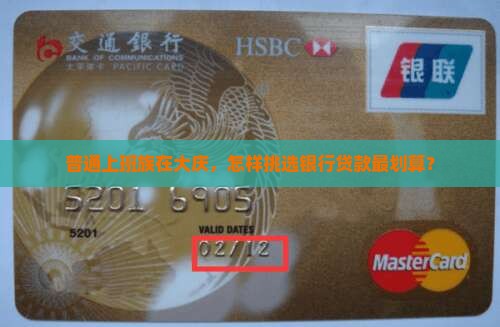 交通銀行
BANK OF COMMUNICATIONS
太平洋卡 PACIFIC CARD
HSBC
银联
普通上班族在大庆，怎样挑选银行贷款最划算？
5201 6905
5201
VALID DATES
02/12
MasterCard